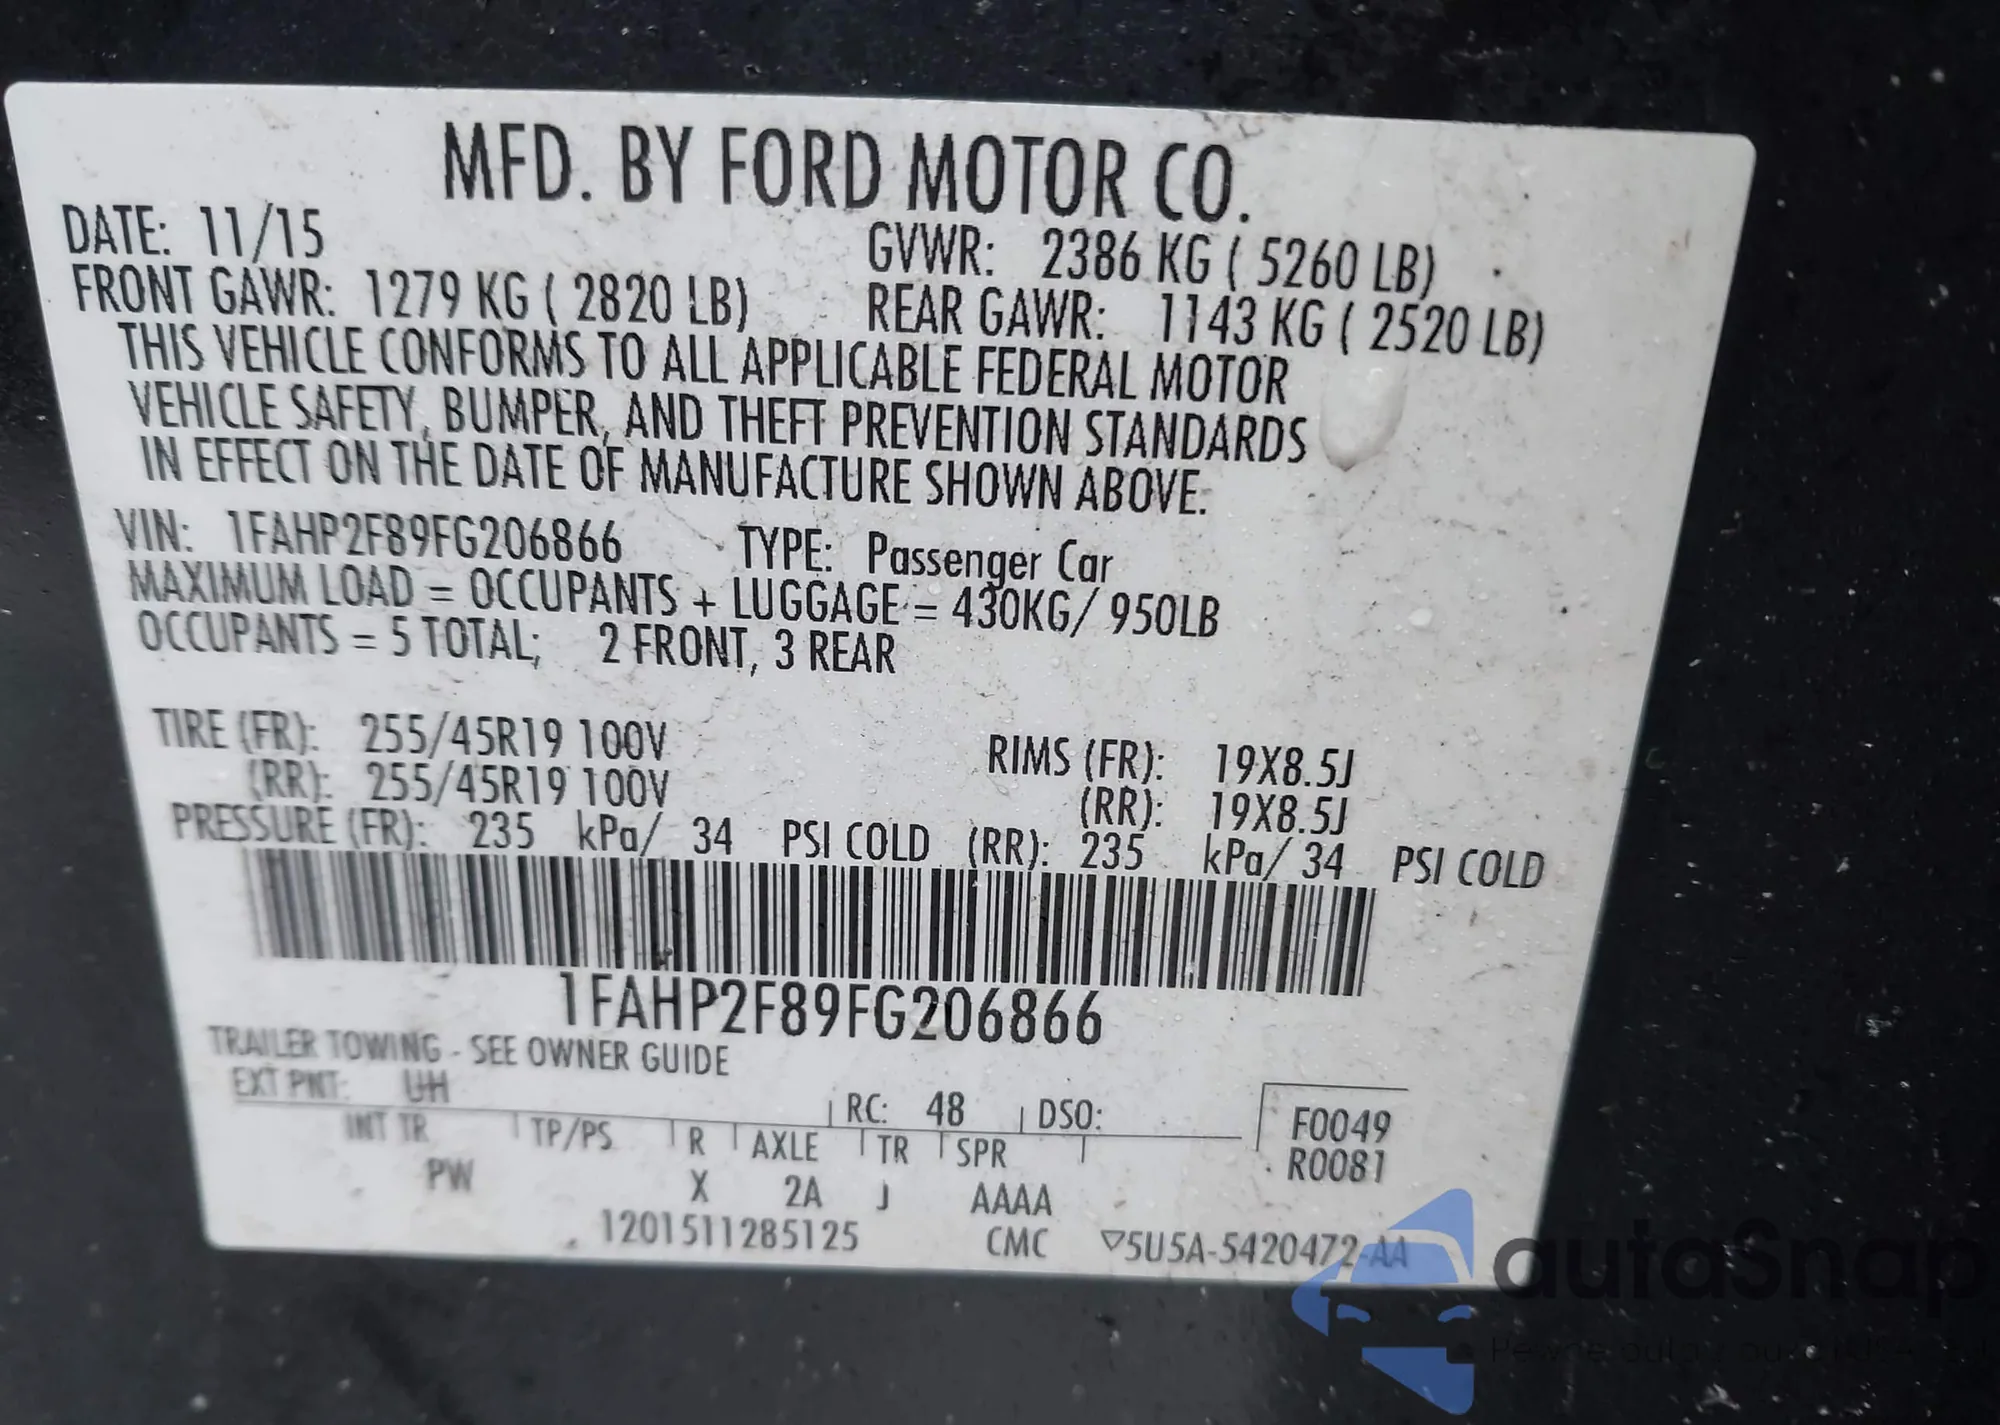 MFD. BY FORD MOTOR CO.
DATE: 11/15 GVWR: 2386 KG ( 5260 LB)
FRONT GAWR: 1279 KG ( 2820 LB) REAR GAWR: 1143 KG ( 2520 LB)
THIS VEHICLE CONFORMS TO ALL APPLICABLE FEDERAL MOTOR
VEHICLE SAFETY, BUMPER, AND THEFT PREVENTION STANDARDS
IN EFFECT ON THE DATE OF MANUFACTURE SHOWN ABOVE.
VIN: 1FAHP2F89FG206866 TYPE: Passenger Car
MAXIMUM LOAD = OCCUPANTS + LUGGAGE = 430KG/ 950LB
OCCUPANTS = 5 TOTAL; 2 FRONT, 3 REAR
TIRE (FR): 255/45R19 100V RIMS (FR): 19X8.5J
(RR): 255/45R19 100V (RR): 19X8.5J
PRESSURE (FR): 235 kPa/ 34 PSI COLD (RR): 235 kPa/ 34 PSI COLD
1FAHP2F89FG206866
TRAILER TOWING - SEE OWNER GUIDE
EXT PNT: UH RC: 48 DSO: F0049
INT TR TP/PS R AXLE TR SPR R0081
PW X 2A J AAAA
1201511285125 CMC ▽5U5A-5420472-AA
autoSnap